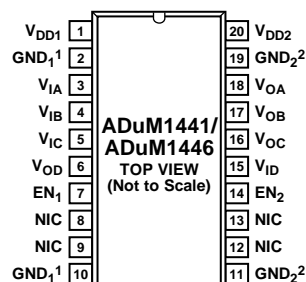 VDD1 1 20 VDD2
GND1¹ 2 19 GND2²
VIA 3 18 VOA
VIB 4 17 VOB
VIC 5 16 VOC
VOD 6 15 VID
EN1 7 14 EN2
NIC 8 13 NIC
NIC 9 12 NIC
GND1¹ 10 11 GND2²
ADuM1441/
ADuM1446
TOP VIEW
(Not to Scale)